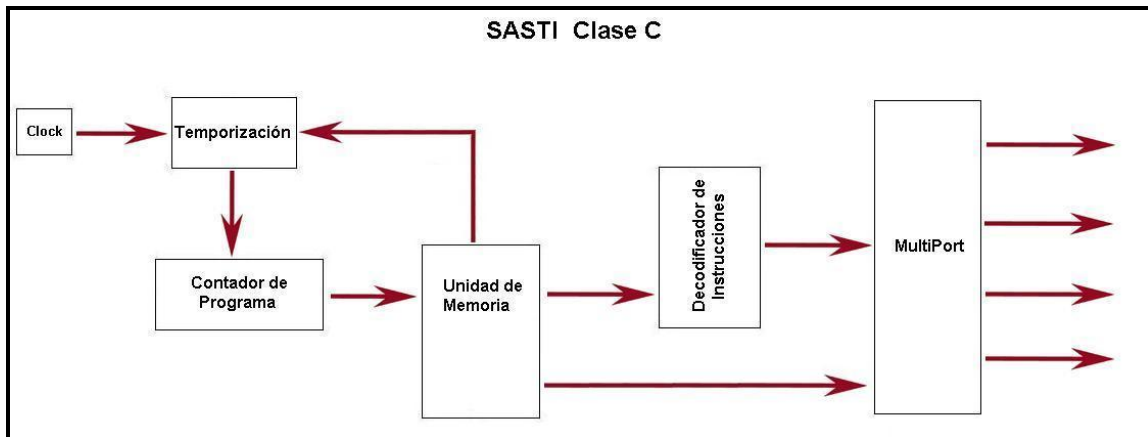 SASTI Clase C
Clock
Temporización
Contador de
Programa
Unidad de
Memoria
Decodificador de
Instrucciones
MultiPort